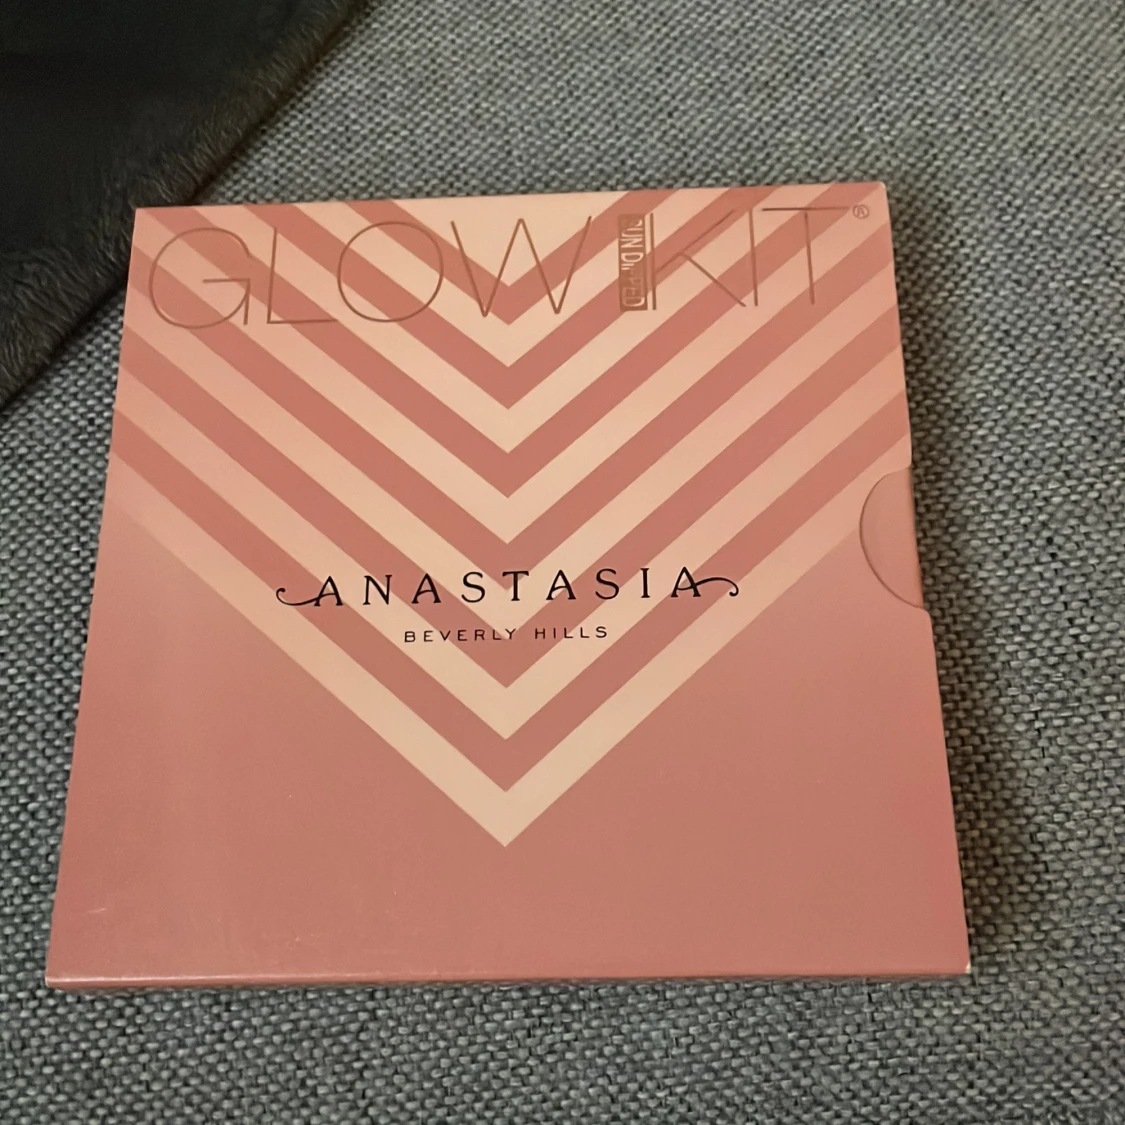 GLOW KIT®
SUN DIPPED
ANASTASIA
BEVERLY HILLS